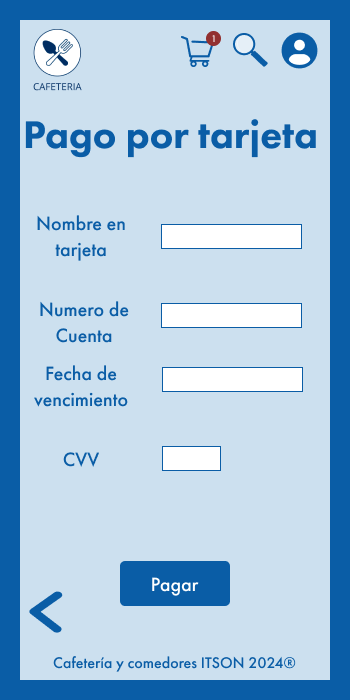 1
CAFETERIA
Pago por tarjeta
Nombre en
tarjeta
Numero de
Cuenta
Fecha de
vencimiento
CVV
Pagar
Cafetería y comedores ITSON 2024®